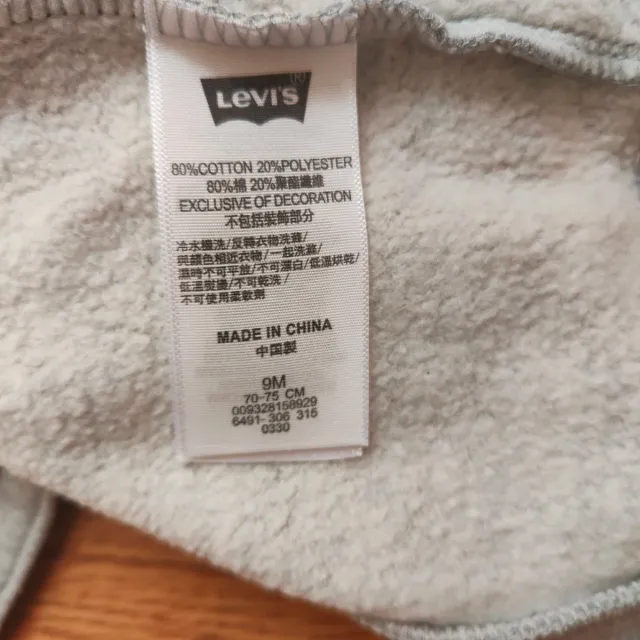 LEVI'S
80%COTTON 20%POLYESTER
80%棉 20%聚酯纖維
EXCLUSIVE OF DECORATION
不包括裝飾部分
冷水機洗/反轉衣物洗滌/
與顏色相近衣物/一起洗滌/
濕時不可平放/不可漂白/低溫烘乾/
低溫熨燙/不可乾洗/
不可使用柔軟劑
MADE IN CHINA
中國製
9M
70-75 CM
009328158929
6491-306 315
0330